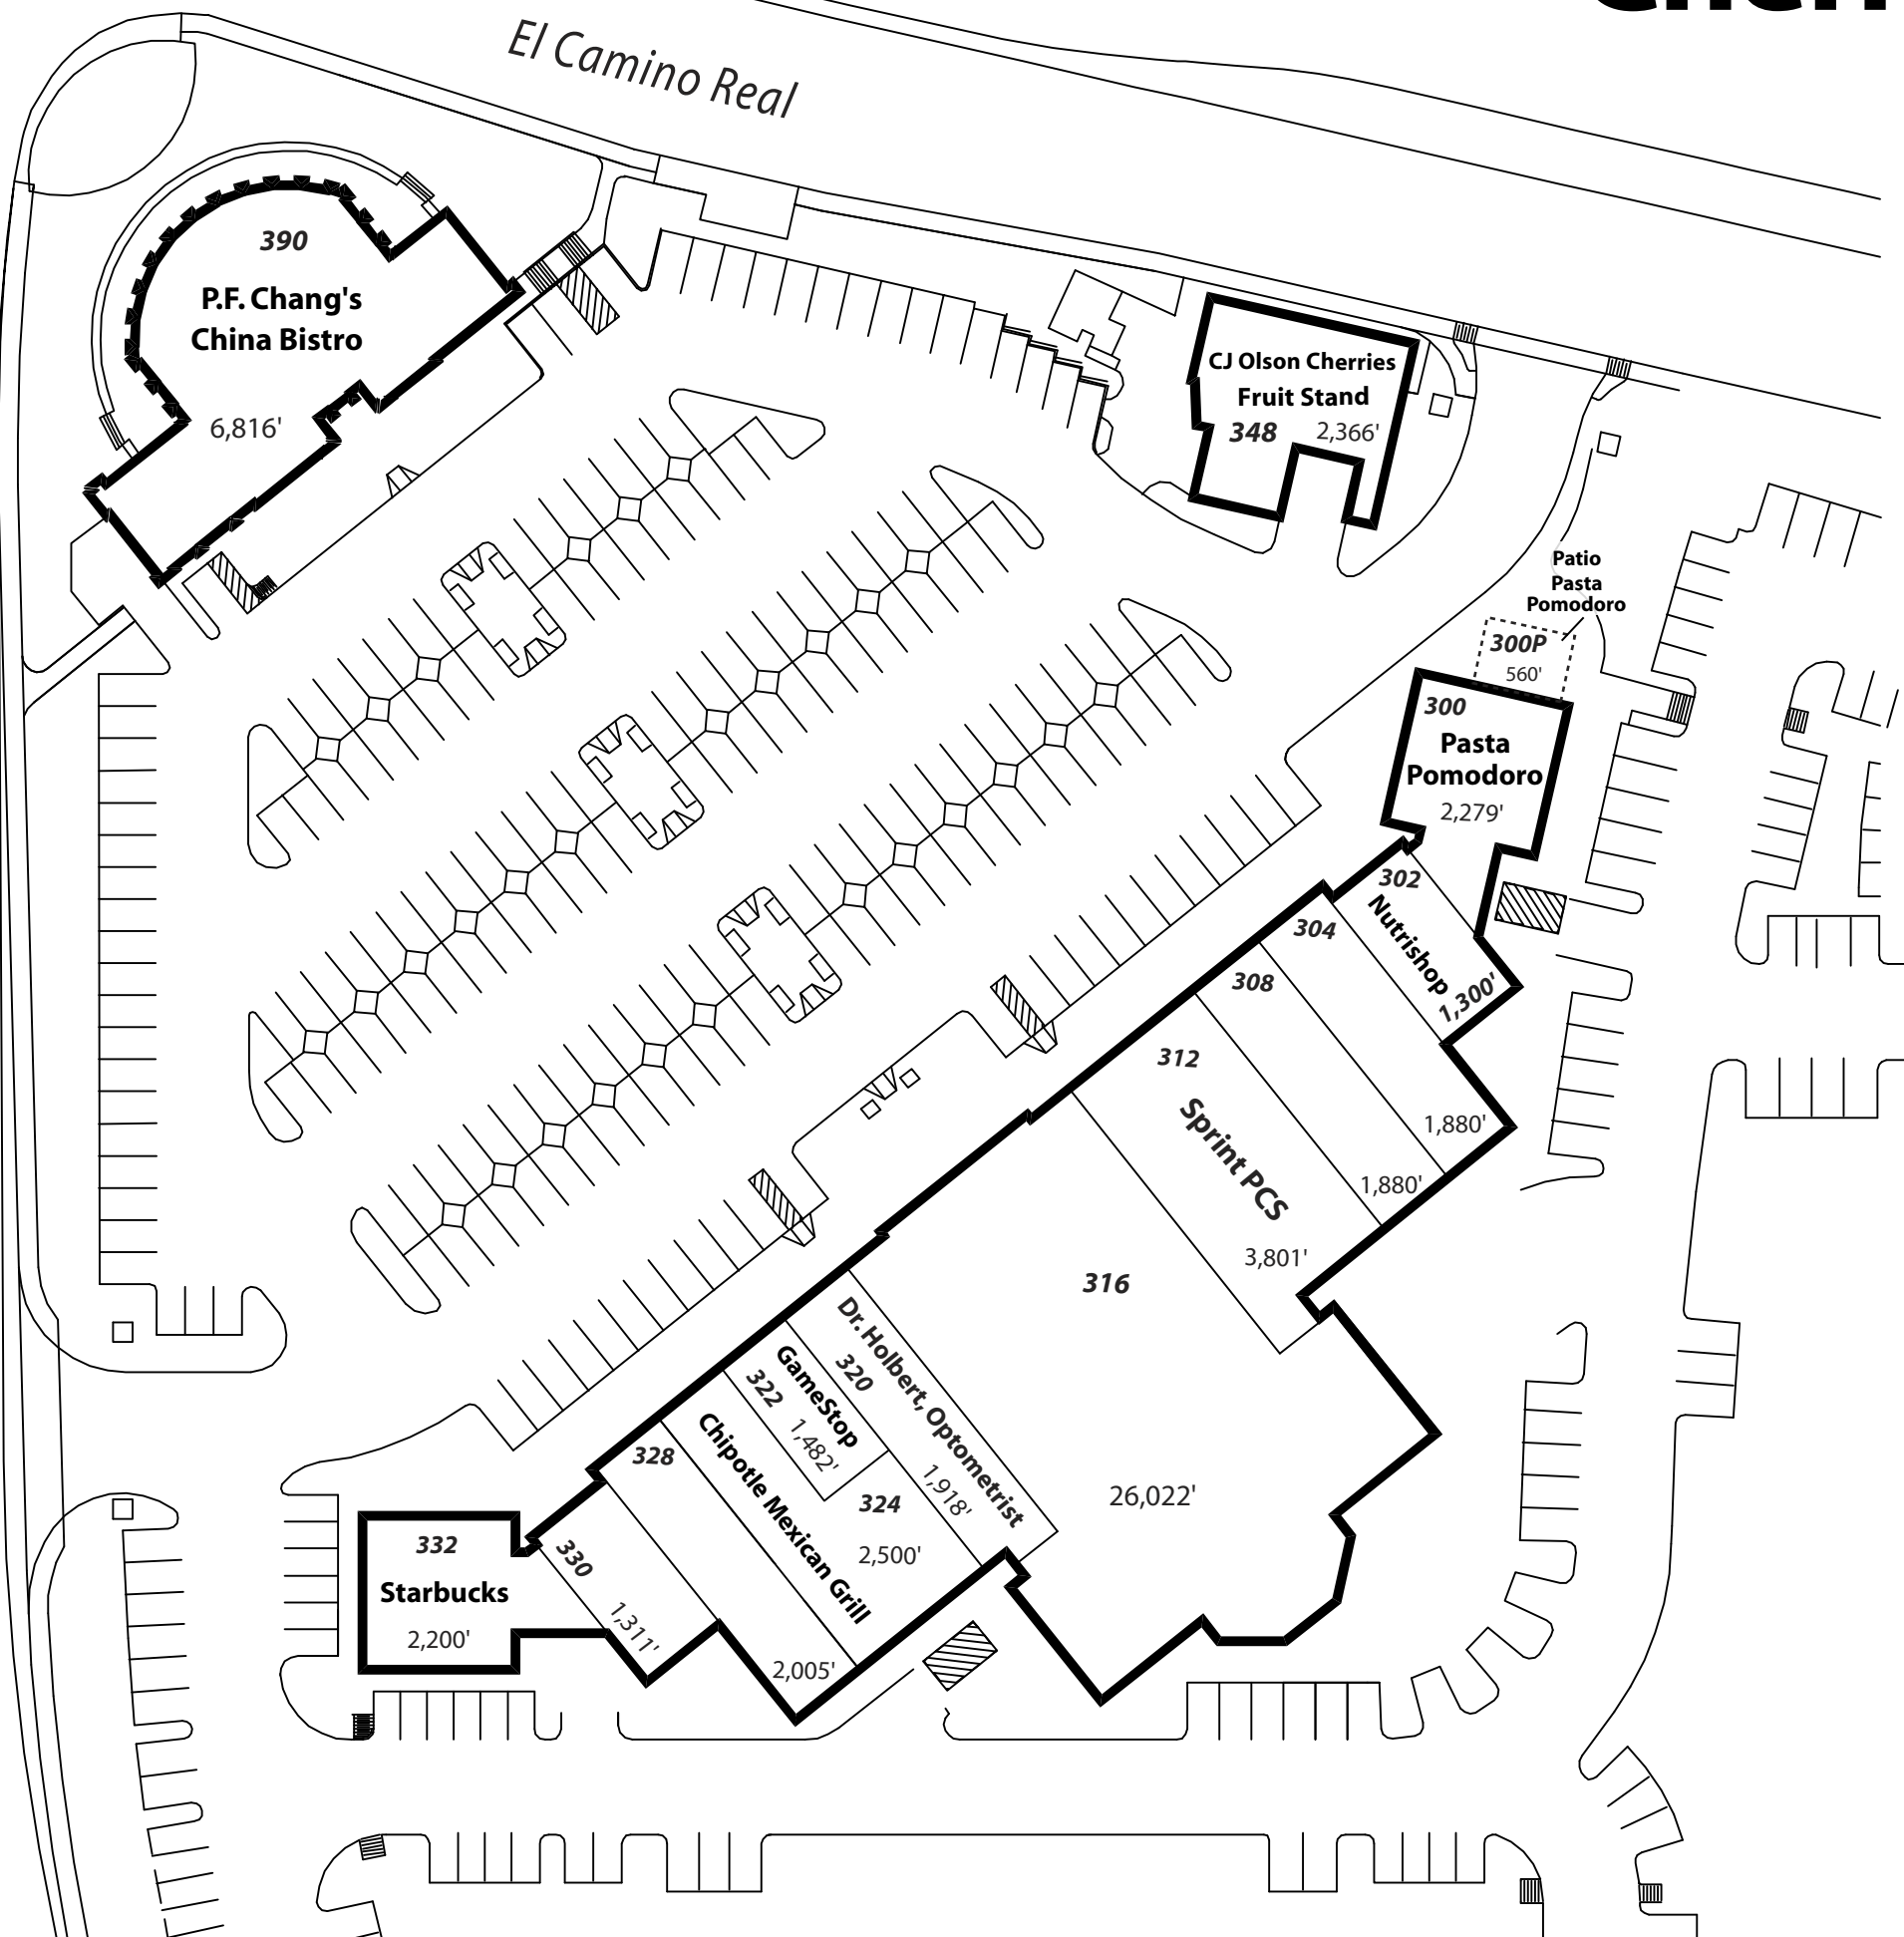 El Camino Real
390
P.F. Chang's
China Bistro
6,816'
CJ Olson Cherries
Fruit Stand
348 2,366'
Patio
Pasta
Pomodoro
300P
560'
300
Pasta
Pomodoro
2,279'
302
Nutrishop
1,300'
304
1,880'
308
1,880'
312
Sprint PCS
3,801'
316
26,022'
Dr. Holbert, Optometrist
320
1,918'
GameStop
322
1,482'
324
2,500'
Chipotle Mexican Grill
328
2,005'
330
1,311'
332
Starbucks
2,200'